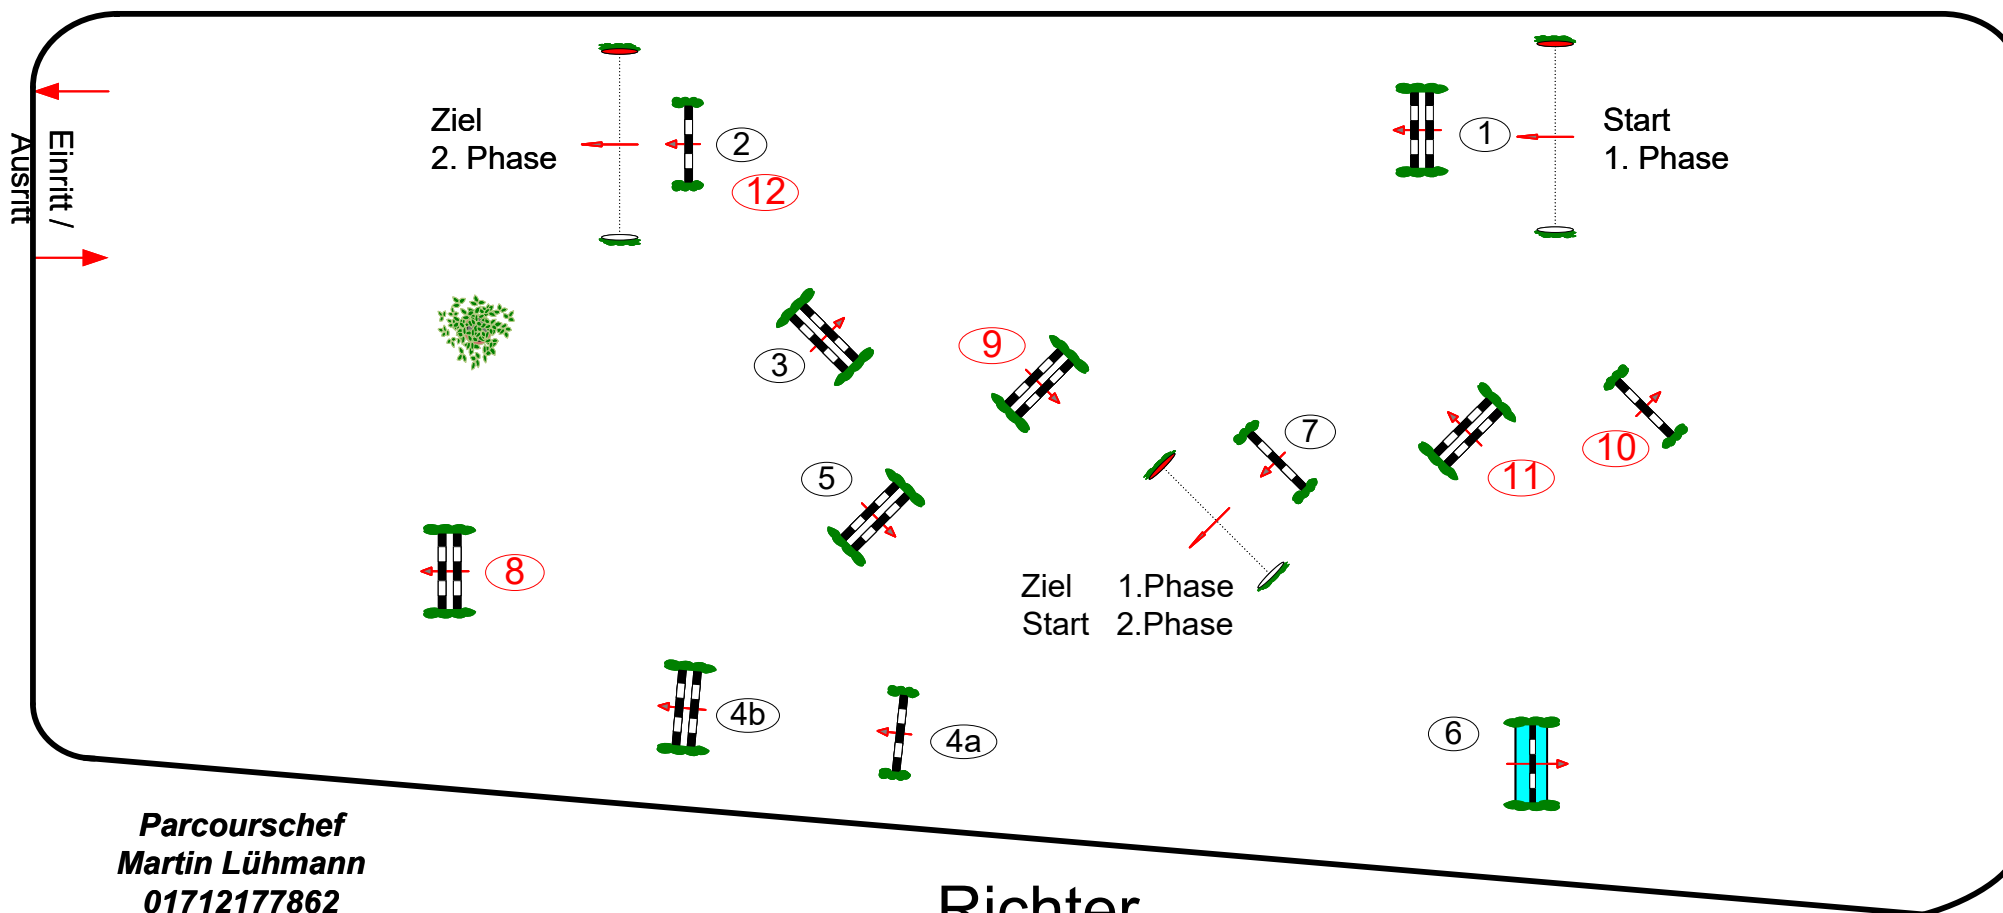 Ziel
2. Phase
2
12
1
Start
1. Phase
Einritt /
Ausritt
3
9
7
10
11
5
8
Ziel 1.Phase
Start 2.Phase
4b
4a
6
Parcourschef
Martin Lühmann
01712177862
Richter